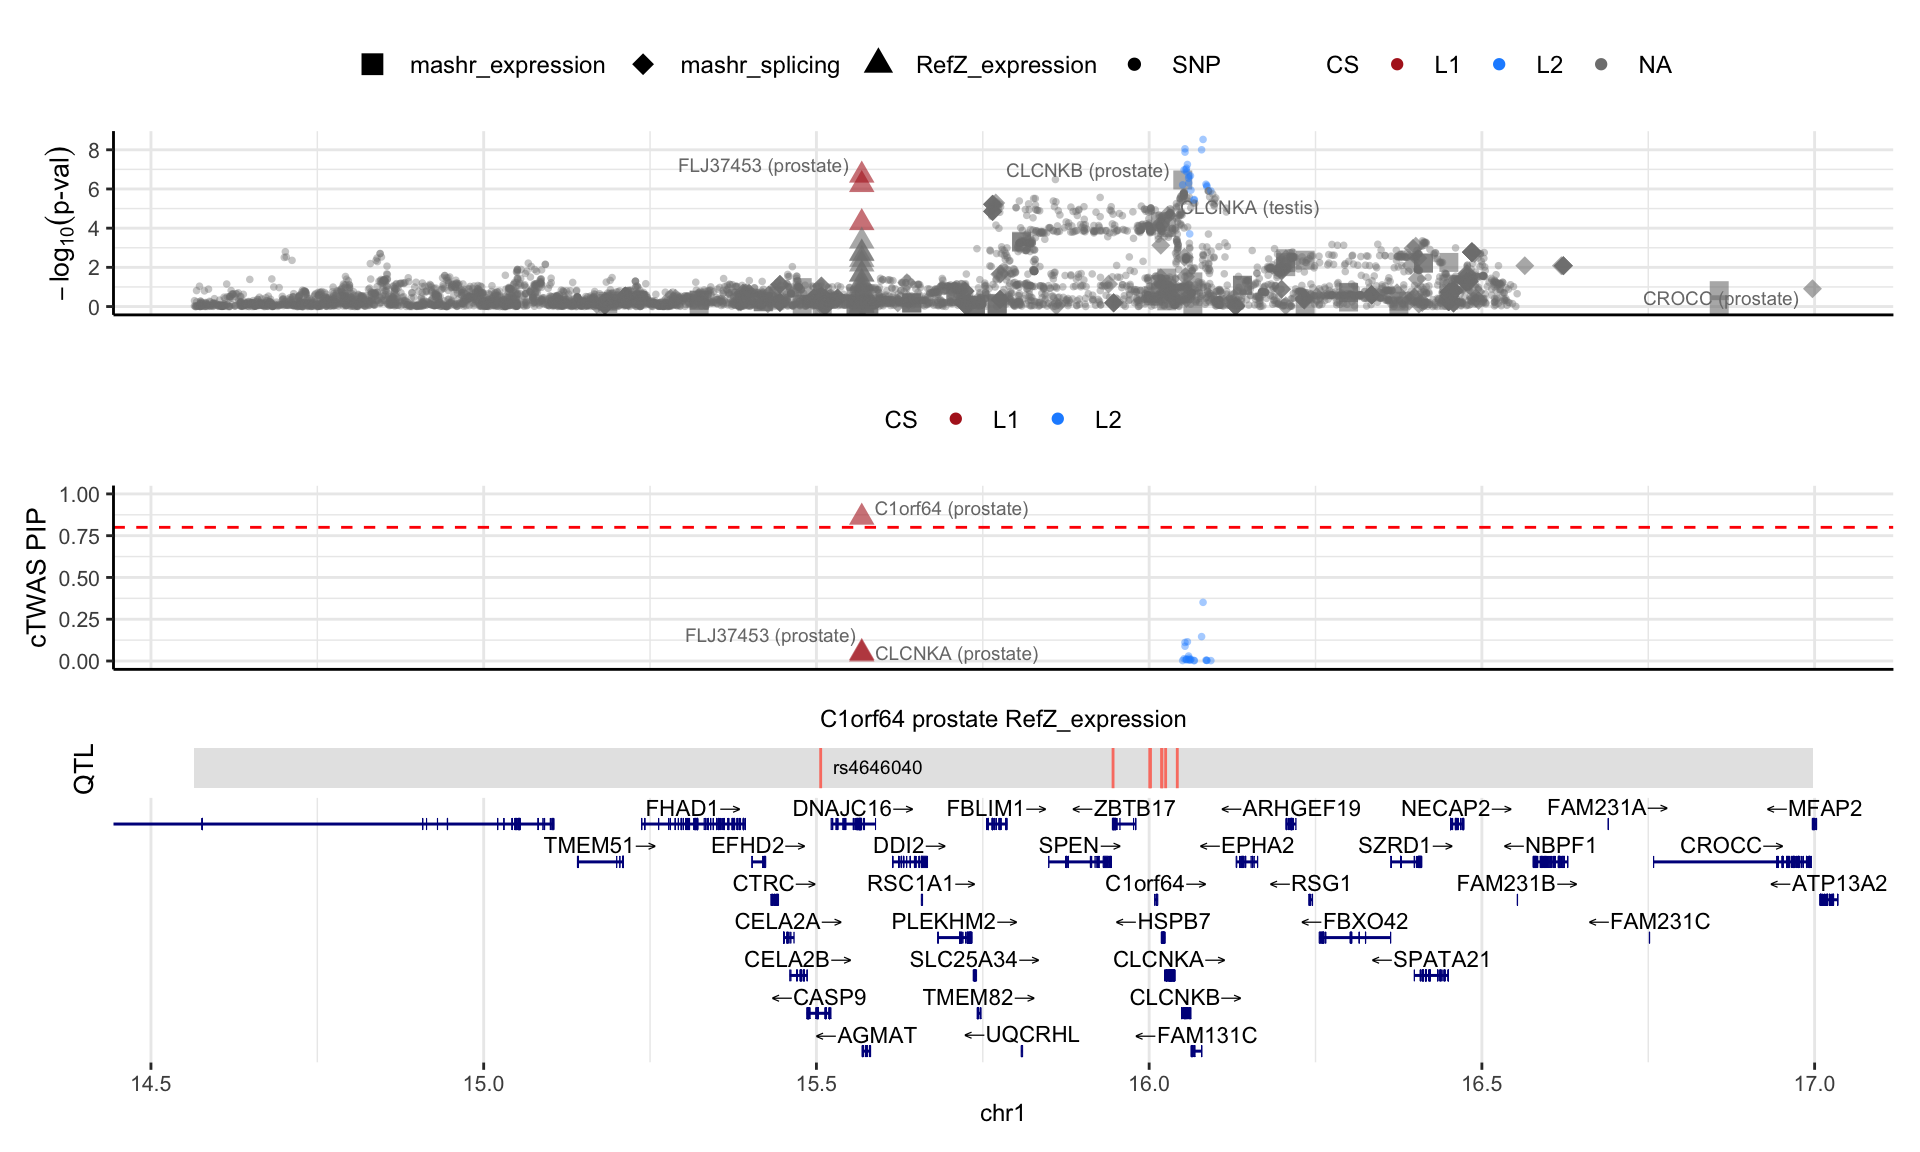 mashr_expression mashr_splicing RefZ_expression SNP CS L1 L2 NA
−log10(p-val)
8
6
4
2
0
FLJ37453 (prostate)
CLCNKB (prostate)
CLCNKA (testis)
CROCC (prostate)
CS L1 L2
cTWAS PIP
1.00
0.75
0.50
0.25
0.00
C1orf64 (prostate)
FLJ37453 (prostate)
CLCNKA (prostate)
C1orf64 prostate RefZ_expression
QTL
rs4646040
FHAD1→ DNAJC16→ FBLIM1→ ←ZBTB17 ←ARHGEF19 NECAP2→ FAM231A→ ←MFAP2
TMEM51→ EFHD2→ DDI2→ SPEN→ ←EPHA2 SZRD1→ ←NBPF1 CROCC→
CTRC→ RSC1A1→ C1orf64→ ←RSG1 FAM231B→ ←ATP13A2
CELA2A→ PLEKHM2→ ←HSPB7 ←FBXO42 ←FAM231C
CELA2B→ SLC25A34→ CLCNKA→ ←SPATA21
←CASP9 TMEM82→ CLCNKB→
←AGMAT ←UQCRHL ←FAM131C
14.5 15.0 15.5 16.0 16.5 17.0
chr1